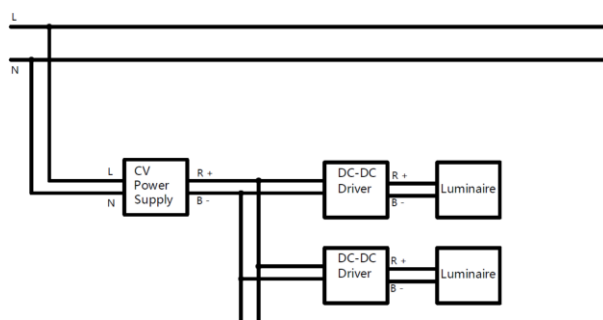 L
N
L
N
CV
Power
Supply
R +
B -
DC-DC
Driver
R +
B -
Luminaire
DC-DC
Driver
R +
B -
Luminaire